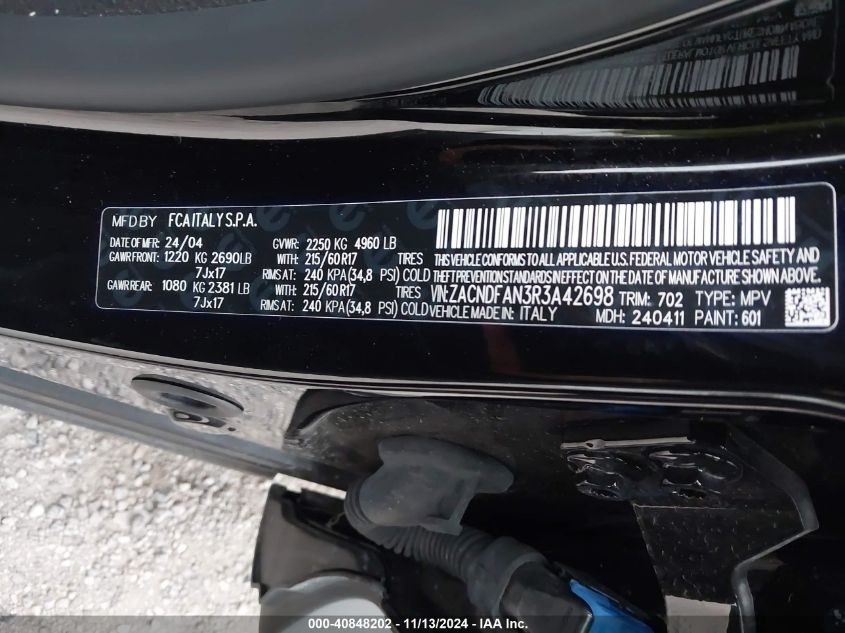 MFD BY FCA ITALY S.P.A.
DATE OF MFR: 24/04 GVWR: 2250 KG 4960 LB
GAWR FRONT: 1220 KG 2690LB WITH: 215/60R17 TIRES
7Jx17 RIMS AT: 240 KPA(34,8 PSI) COLD
GAWR REAR: 1080 KG 2381 LB WITH: 215/60R17 TIRES
7Jx17 RIMS AT: 240 KPA(34,8 PSI) COLD
THIS VEHICLE CONFORMS TO ALL APPLICABLE U.S. FEDERAL MOTOR VEHICLE SAFETY AND
THEFT PREVENTION STANDARDS IN EFFECT ON THE DATE OF MANUFACTURE SHOWN ABOVE.
VIN: ZACNDFAN3R3A42698 TRIM: 702 TYPE: MPV
VEHICLE MADE IN: ITALY MDH: 240411 PAINT: 601
000-40848202 - 11/13/2024 - IAA Inc.